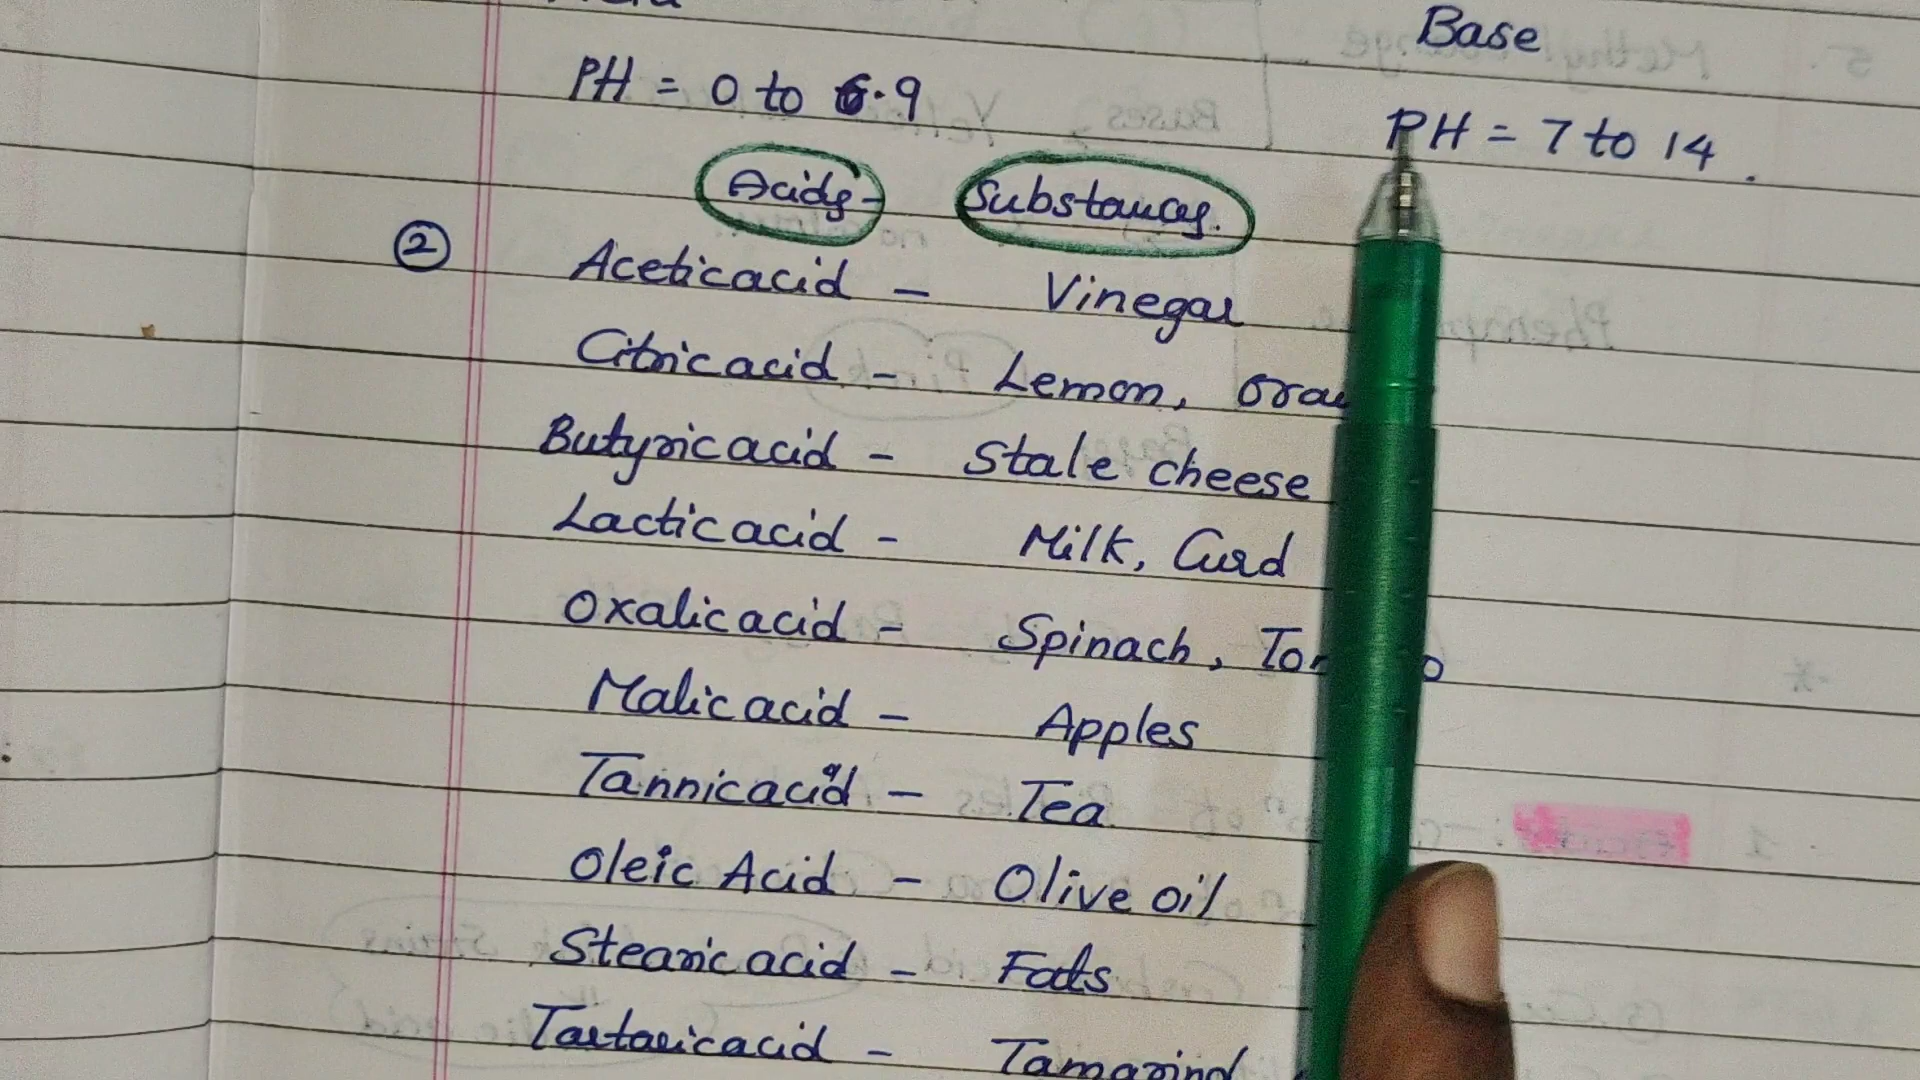 Base
PH = 0 to 6.9
PH = 7 to 14.
Acids - Substances.
② Aceticacid - Vinegar
Citricacid - Lemon,
Butyricacid - Stale cheese
Lacticacid - Milk, Curd
Oxalicacid - Spinach,
Malicacid - Apples
Tannicacid - Tea
Oleic Acid - Olive oil
Stearicacid - Fats
Tartaricacid - Tamarind